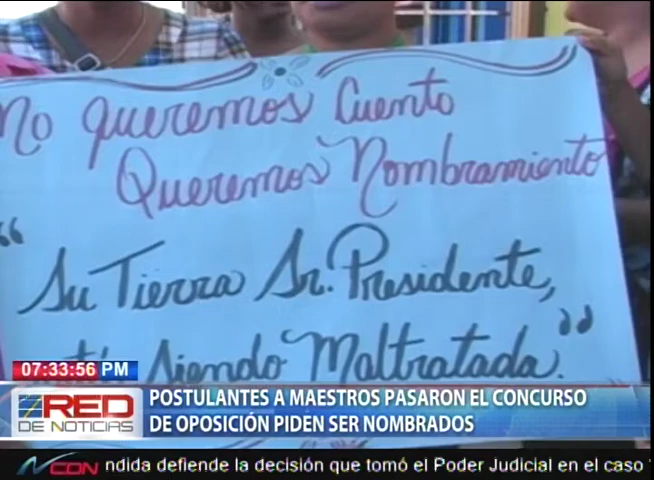 No queremos Cuento
Queremos Nombramiento
"Su Tierra Sr. Presidente,
siendo Maltratada."
07:33:56 PM
RED
DE NOTICIAS
POSTULANTES A MAESTROS PASARON EL CONCURSO
DE OPOSICIÓN PIDEN SER NOMBRADOS
NCDN
ndida defiende la decisión que tomó el Poder Judicial en el caso